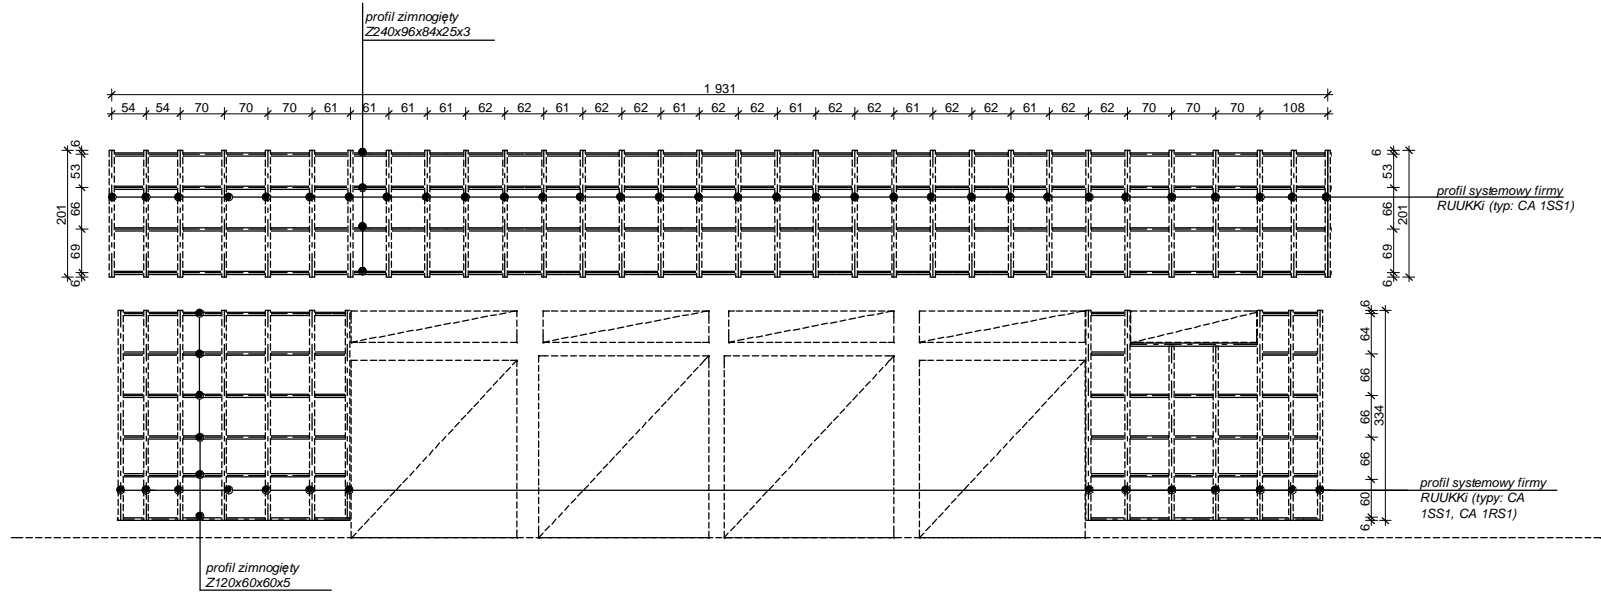 profil zimnogięty
Z240x96x84x25x3
1 931
54 54 70 70 70 61 61 61 61 62 62 61 62 62 61 62 62 61 62 62 61 62 62 61 62 62 70 70 70 108
6 53 66 69 6
201
6 53 66 69 6
201
profil systemowy firmy
RUUKKi (typ: CA 1SS1)
6 64 66 66 66 60 6
334
profil systemowy firmy
RUUKKi (typy: CA
1SS1, CA 1RS1)
profil zimnogięty
Z120x60x60x5